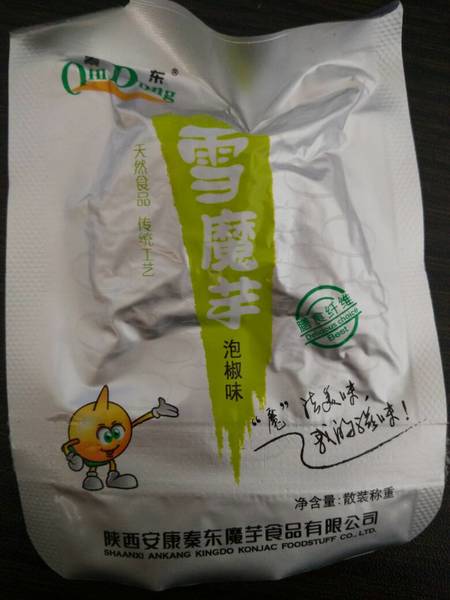 秦东®
QinDong
雪魔芋
天然食品 传统工艺
泡椒味
膳食纤维
Delicious choice
Best
“魔”法美味，
我的滋味！
净含量:散装称重
陕西安康秦东魔芋食品有限公司
SHAANXI ANKANG KINGDO KONJAC FOODSTUFF CO., LTD.